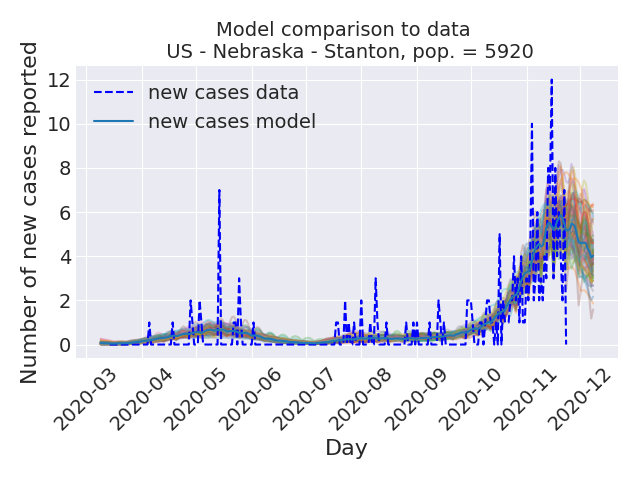 Model comparison to data
US - Nebraska - Stanton, pop. = 5920
new cases data
new cases model
Number of new cases reported
12
10
8
6
4
2
0
2020-03
2020-04
2020-05
2020-06
2020-07
2020-08
2020-09
2020-10
2020-11
2020-12
Day